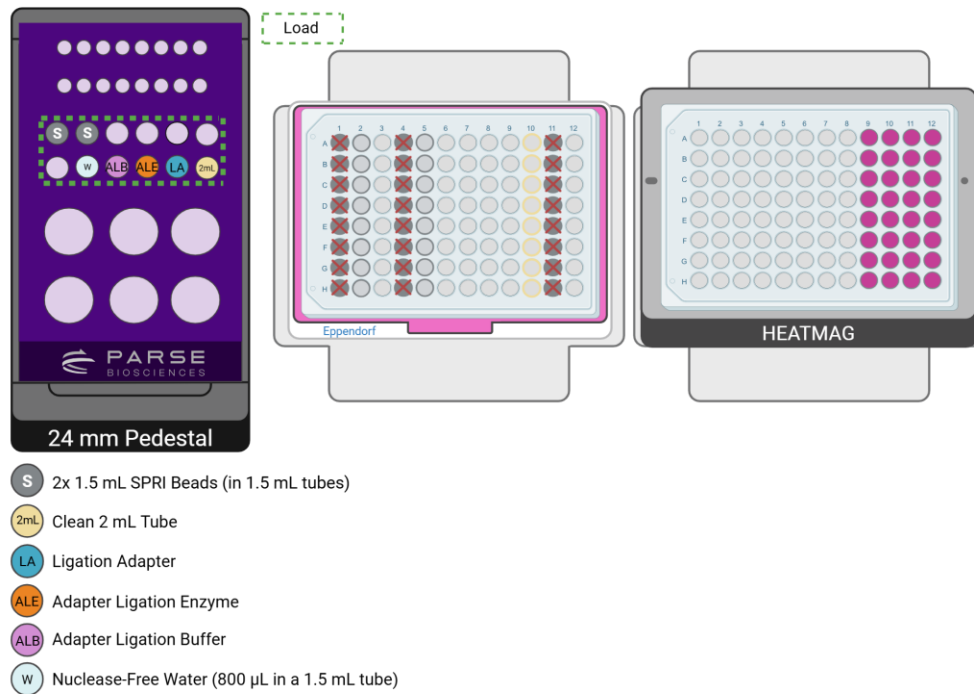 Load
S S
W ALB ALE LA 2mL
PARSE
BIOSCIENCES
24 mm Pedestal
1 2 3 4 5 6 7 8 9 10 11 12
A
B
C
D
E
F
G
H
Eppendorf
1 2 3 4 5 6 7 8 9 10 11 12
A
B
C
D
E
F
G
H
HEATMAG
S 2x 1.5 mL SPRI Beads (in 1.5 mL tubes)
2mL Clean 2 mL Tube
LA Ligation Adapter
ALE Adapter Ligation Enzyme
ALB Adapter Ligation Buffer
W Nuclease-Free Water (800 µL in a 1.5 mL tube)